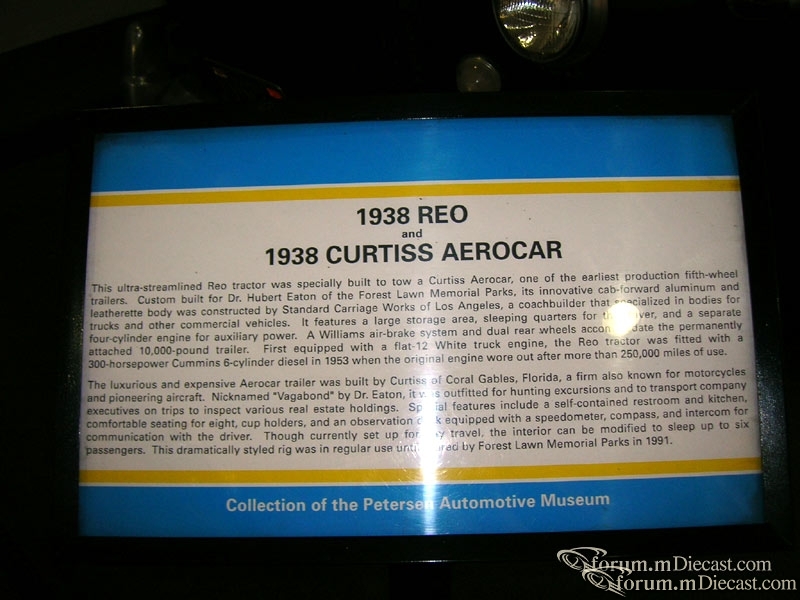 1938 REO
and
1938 CURTISS AEROCAR
This ultra-streamlined Reo tractor was specially built to tow a Curtiss Aerocar, one of the earliest production fifth-wheel
trailers. Custom built for Dr. Hubert Eaton of the Forest Lawn Memorial Parks, its innovative cab-forward aluminum and
leatherette body was constructed by Standard Carriage Works of Los Angeles, a coachbuilder that specialized in bodies for
trucks and other commercial vehicles. It features a large storage area, sleeping quarters for the driver, and a separate
four-cylinder engine for auxiliary power. A Williams air-brake system and dual rear wheels accommodate the permanently
attached 10,000-pound trailer. First equipped with a flat-12 White truck engine, the Reo tractor was fitted with a
300-horsepower Cummins 6-cylinder diesel in 1953 when the original engine wore out after more than 250,000 miles of use.
The luxurious and expensive Aerocar trailer was built by Curtiss of Coral Gables, Florida, a firm also known for motorcycles
and pioneering aircraft. Nicknamed "Vagabond" by Dr. Eaton, it was outfitted for hunting excursions and to transport company
executives on trips to inspect various real estate holdings. Special features include a self-contained restroom and kitchen,
comfortable seating for eight, cup holders, and an observation deck equipped with a speedometer, compass, and intercom for
communication with the driver. Though currently set up for day travel, the interior can be modified to sleep up to six
passengers. This dramatically styled rig was in regular use until by Forest Lawn Memorial Parks in 1991.
Collection of the Petersen Automotive Museum
forum.mDiecast.com
forum.mDiecast.com